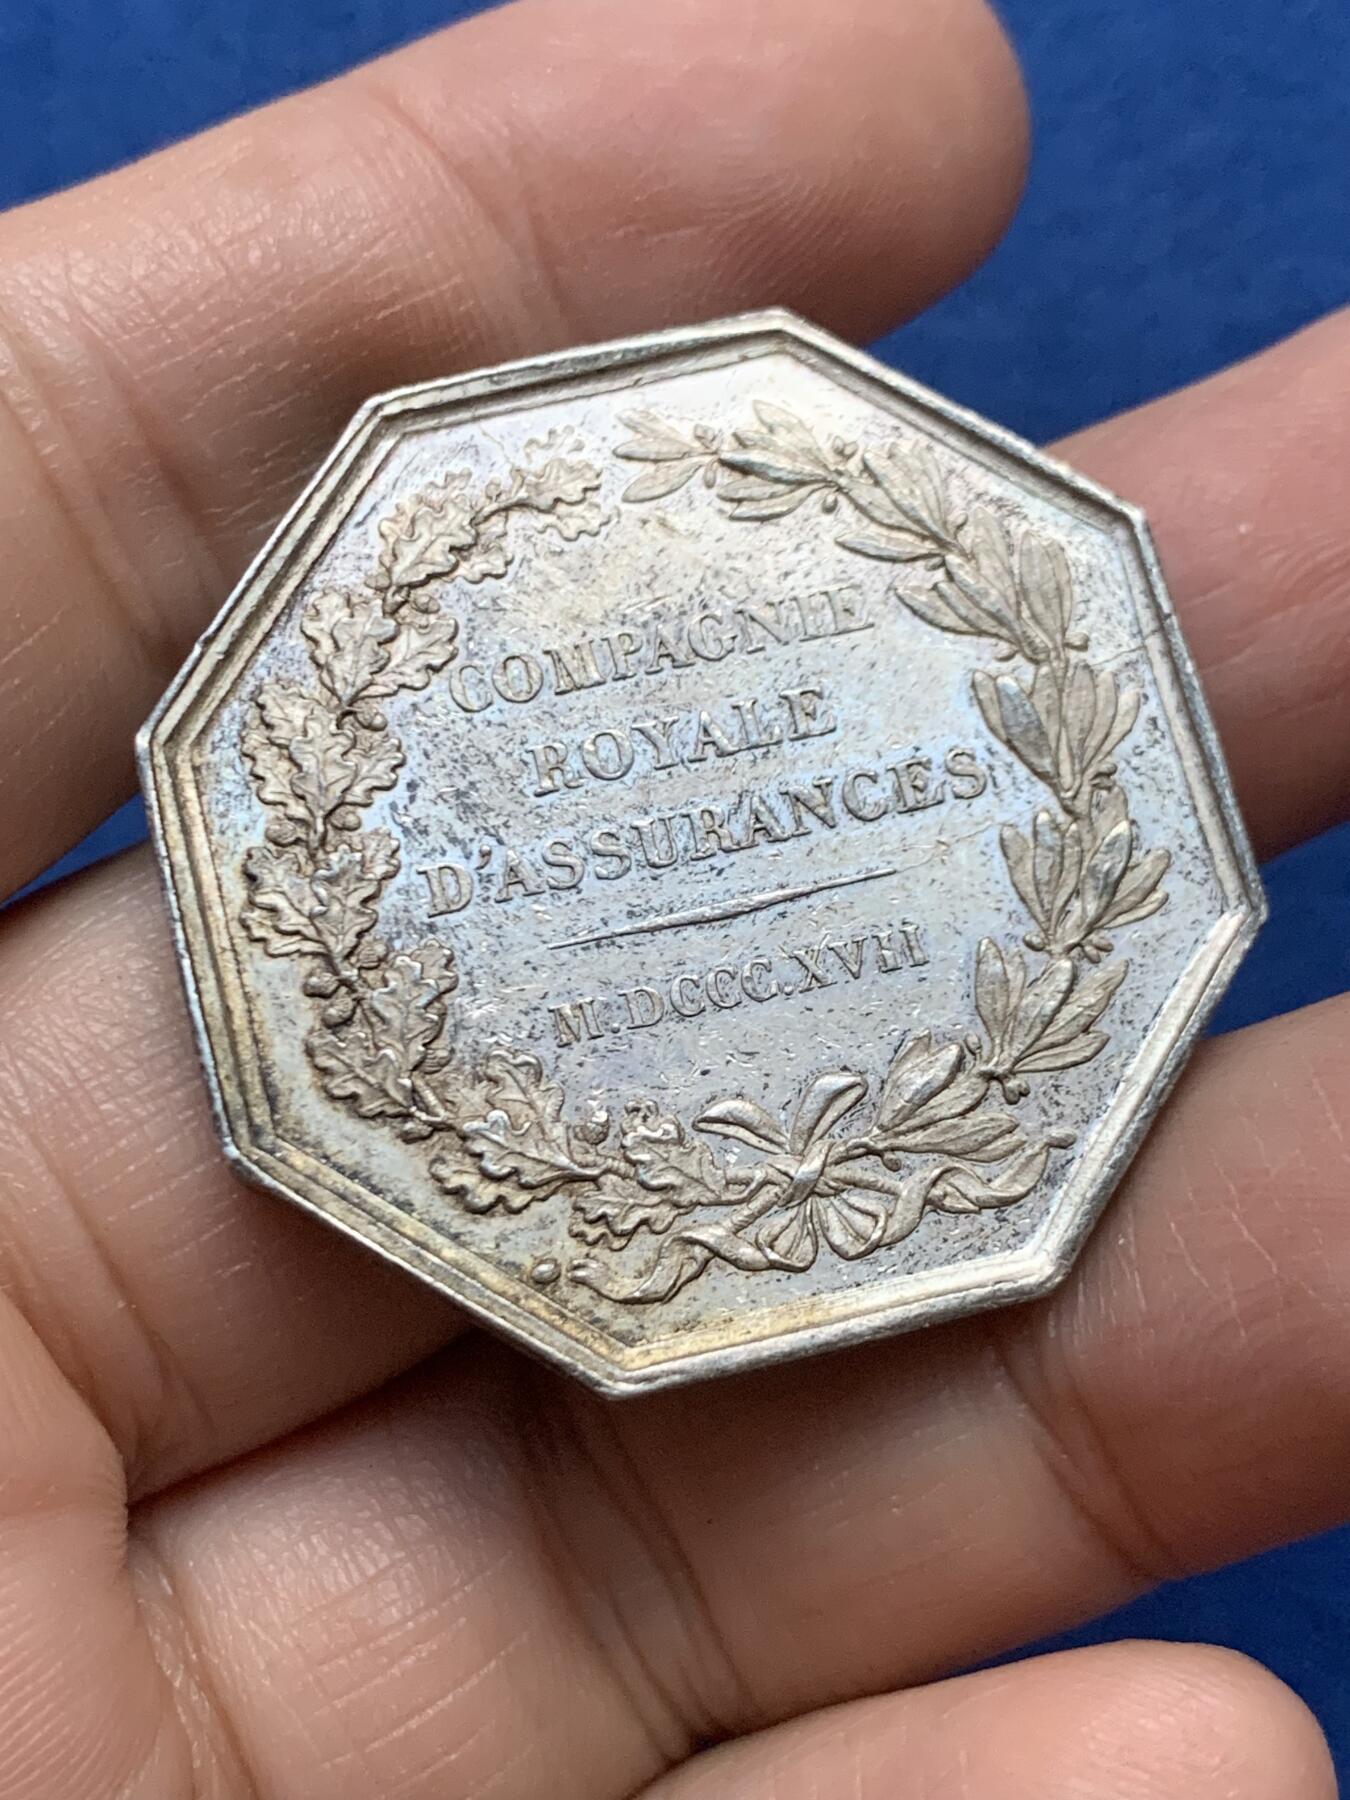 COMPAGNIE
ROYALE
D'ASSURANCES
M.DCCC.XVII